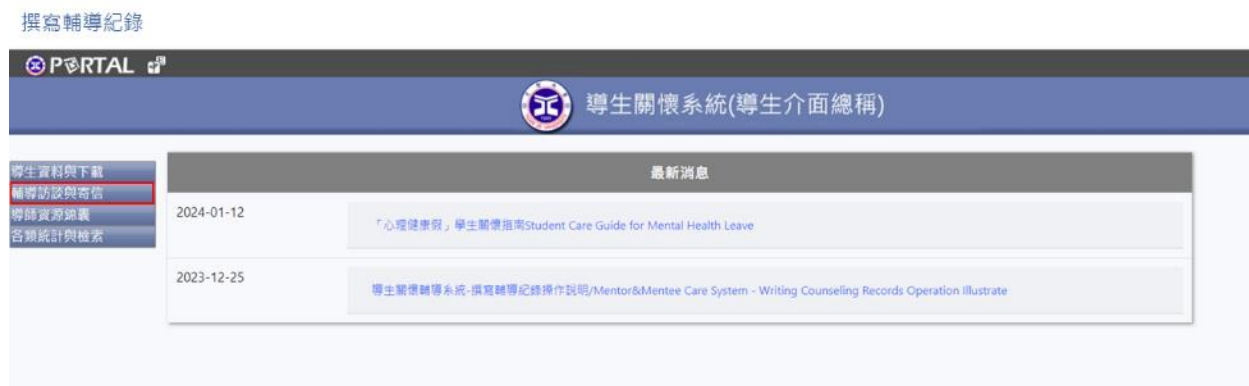 撰寫輔導紀錄
PORTAL
導生關懷系統(導生介面總稱)
導生資料與下載
輔導訪談與寄信
導師資源錦囊
各類統計與檢索
最新消息
2024-01-12
「心理健康假」學生關懷指南Student Care Guide for Mental Health Leave
2023-12-25
導生關懷輔導系統-撰寫輔導紀錄操作說明/Mentor&Mentee Care System - Writing Counseling Records Operation Illustrate